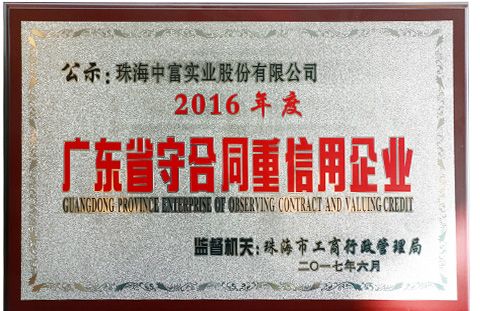 公示：珠海中富实业股份有限公司
2016年度
广东省守合同重信用企业
GUANGDONG PROVINCE ENTERPRISE OF OBSERVING CONTRACT AND VALUING CREDIT
监督机关：珠海市工商行政管理局
二〇一七年六月